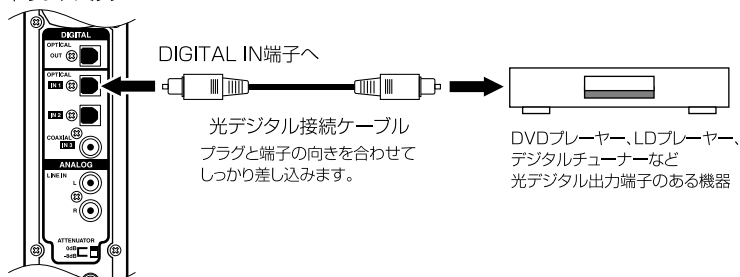 DIGITAL
OPTICAL
OUT
OPTICAL
IN 1
IN 2
COAXIAL
IN 3
ANALOG
LINE IN
L
R
ATTENUATOR
0dB
-8dB
DIGITAL IN端子へ
光デジタル接続ケーブル
プラグと端子の向きを合わせて
しっかり差し込みます。
DVDプレーヤー、LDプレーヤー、
デジタルチューナーなど
光デジタル出力端子のある機器